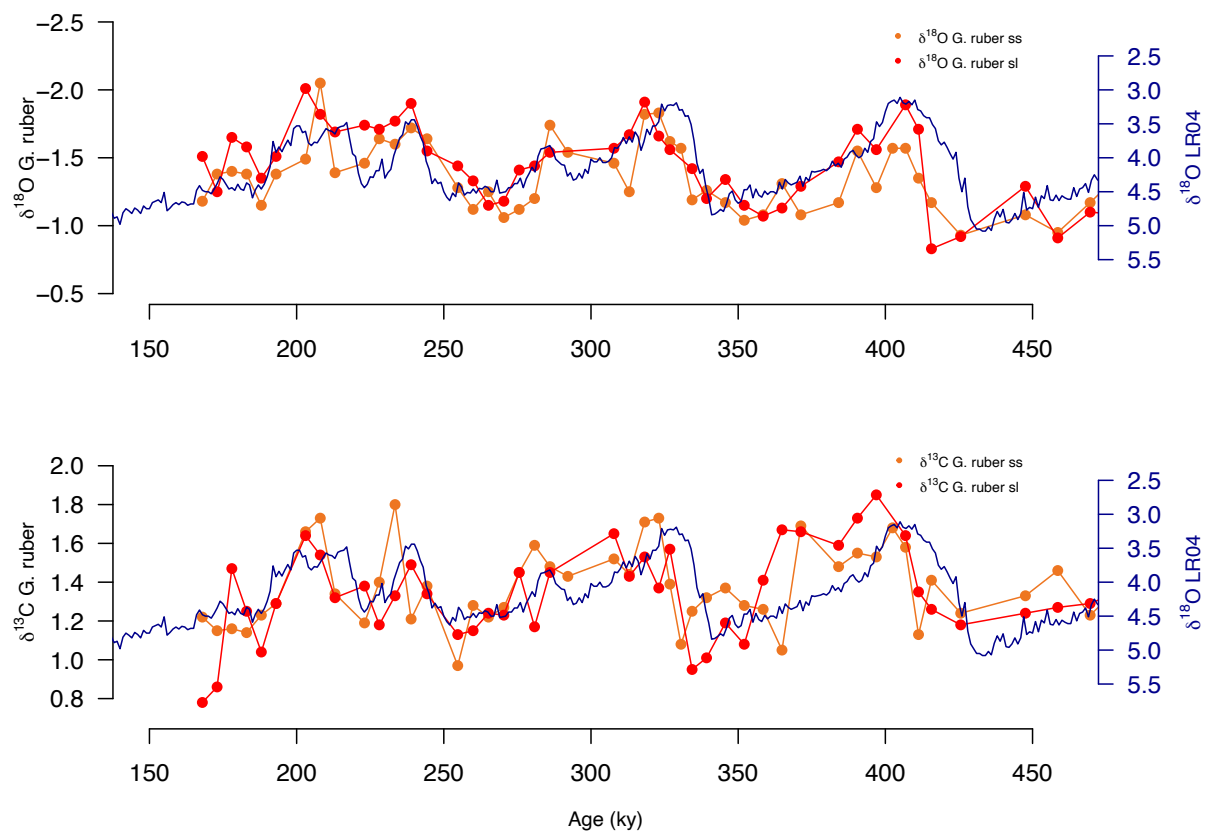 −2.5
−2.0
−1.5
−1.0
−0.5
δ18O G. ruber
δ18O G. ruber ss
δ18O G. ruber sl
2.5
3.0
3.5
4.0
4.5
5.0
5.5
δ18O LR04
150 200 250 300 350 400 450
2.0
1.8
1.6
1.4
1.2
1.0
0.8
δ13C G. ruber
δ13C G. ruber ss
δ13C G. ruber sl
2.5
3.0
3.5
4.0
4.5
5.0
5.5
δ18O LR04
150 200 250 300 350 400 450
Age (ky)